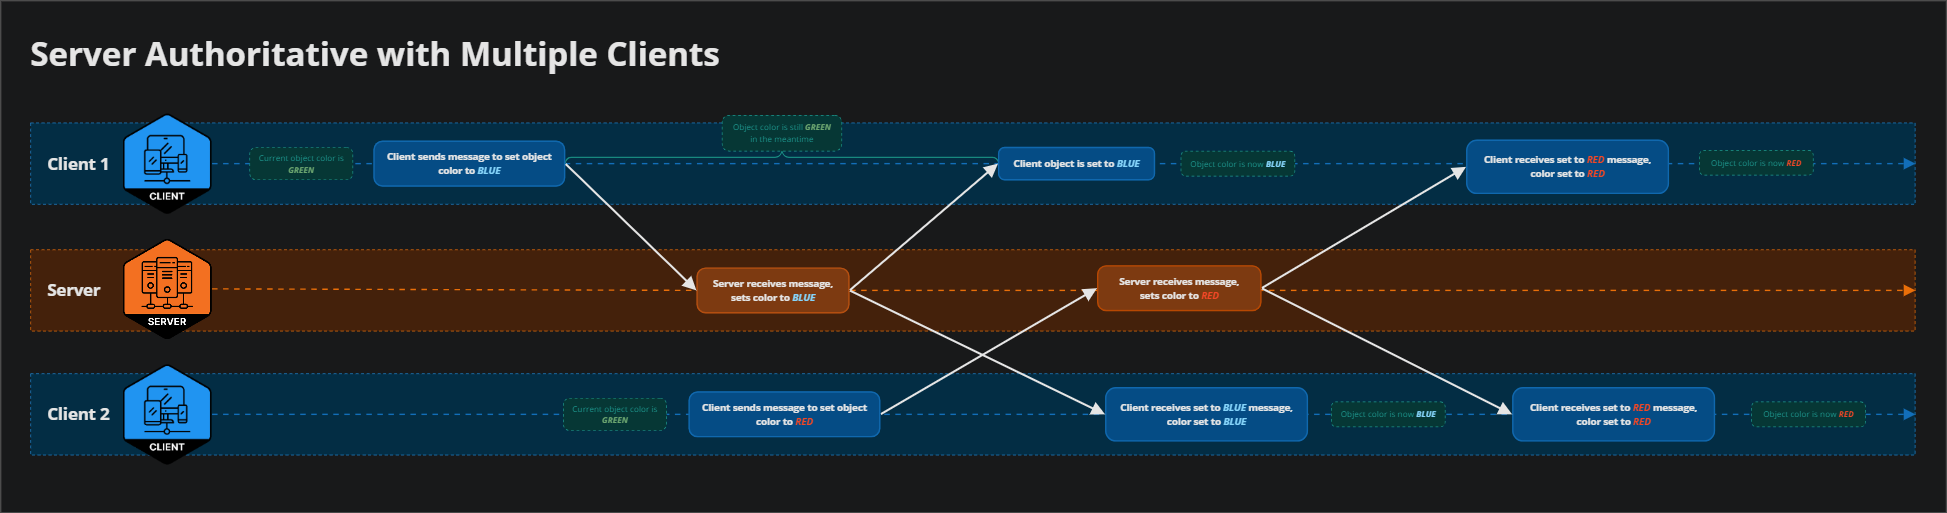 Server Authoritative with Multiple Clients
Object color is still GREEN
in the meantime
Client 1
CLIENT
Current object color is
GREEN
Client sends message to set object
color to BLUE
Client object is set to BLUE
Object color is now BLUE
Client receives set to RED message,
color set to RED
Object color is now RED
Server
SERVER
Server receives message,
sets color to BLUE
Server receives message,
sets color to RED
Client 2
CLIENT
Current object color is
GREEN
Client sends message to set object
color to RED
Client receives set to BLUE message,
color set to BLUE
Object color is now BLUE
Client receives set to RED message,
color set to RED
Object color is now RED